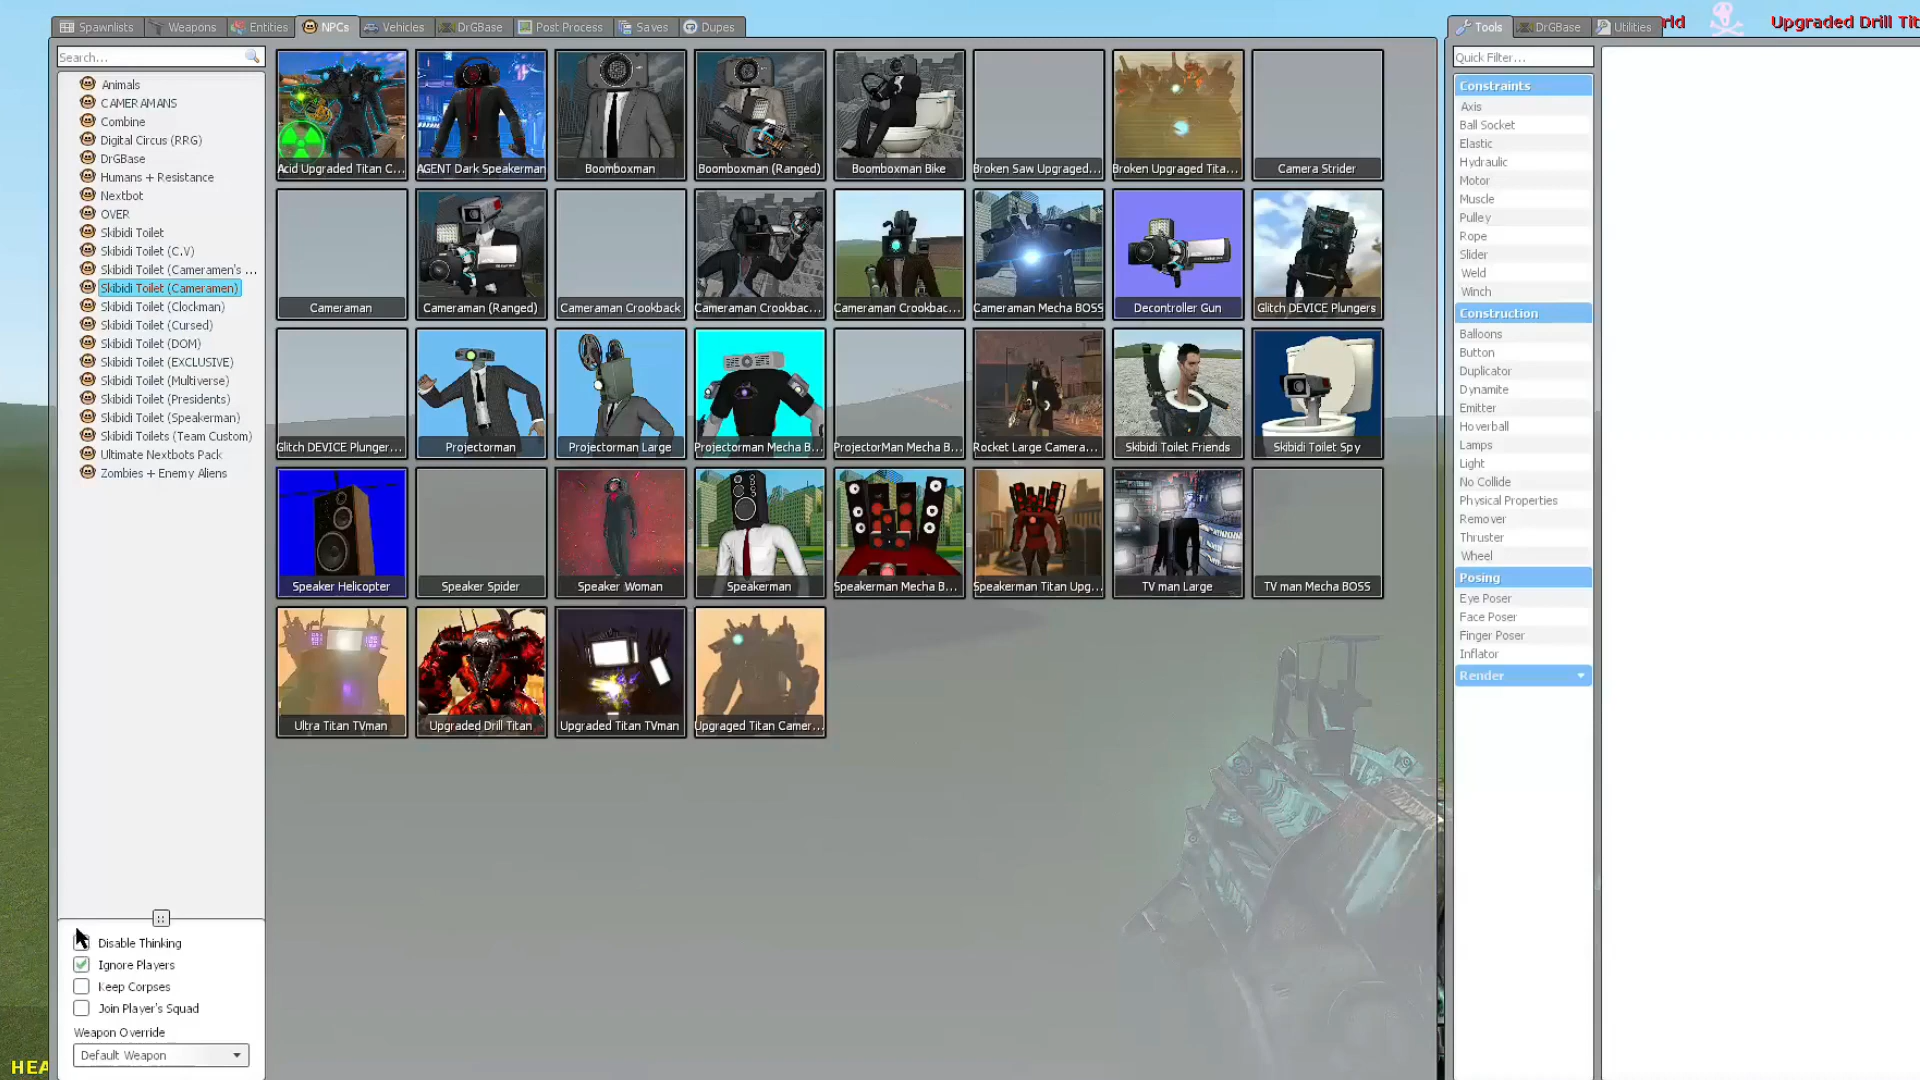 Spawnlists
Weapons
Entities
NPCs
Vehicles
DrGBase
Post Process
Saves
Dupes
Search...
Animals
CAMERAMANS
Combine
Digital Circus (RRG)
DrGBase
Humans + Resistance
Nextbot
OVER
Skibidi Toilet
Skibidi Toilet (C.V)
Skibidi Toilet (Cameramen's ...
Skibidi Toilet (Cameramen)
Skibidi Toilet (Clockman)
Skibidi Toilet (Cursed)
Skibidi Toilet (DOM)
Skibidi Toilet (EXCLUSIVE)
Skibidi Toilet (Multiverse)
Skibidi Toilet (Presidents)
Skibidi Toilet (Speakerman)
Skibidi Toilets (Team Custom)
Ultimate Nextbots Pack
Zombies + Enemy Aliens
Disable Thinking
Ignore Players
Keep Corpses
Join Player's Squad
Weapon Override
Default Weapon
HEA
Acid Upgraded Titan C...
AGENT Dark Speakerman
Boomboxman
Boomboxman (Ranged)
Boomboxman Bike
Broken Saw Upgraged...
Broken Upgraged Tita...
Camera Strider
Cameraman
Cameraman (Ranged)
Cameraman Crookback
Cameraman Crookbac...
Cameraman Crookbac...
Cameraman Mecha BOSS
Decontroller Gun
Glitch DEVICE Plungers
Glitch DEVICE Plunger...
Projectorman
Projectorman Large
Projectorman Mecha B...
ProjectorMan Mecha B...
Rocket Large Camera...
Skibidi Toilet Friends
Skibidi Toilet Spy
Speaker Helicopter
Speaker Spider
Speaker Woman
Speakerman
Speakerman Mecha B...
Speakerman Titan Upg...
TV man Large
TV man Mecha BOSS
Ultra Titan TVman
Upgraded Drill Titan
Upgraded Titan TVman
Upgraged Titan Camer...
Tools
DrGBase
Utilities
rld
Upgraded Drill Tit
Quick Filter...
Constraints
Axis
Ball Socket
Elastic
Hydraulic
Motor
Muscle
Pulley
Rope
Slider
Weld
Winch
Construction
Balloons
Button
Duplicator
Dynamite
Emitter
Hoverball
Lamps
Light
No Collide
Physical Properties
Remover
Thruster
Wheel
Posing
Eye Poser
Face Poser
Finger Poser
Inflator
Render